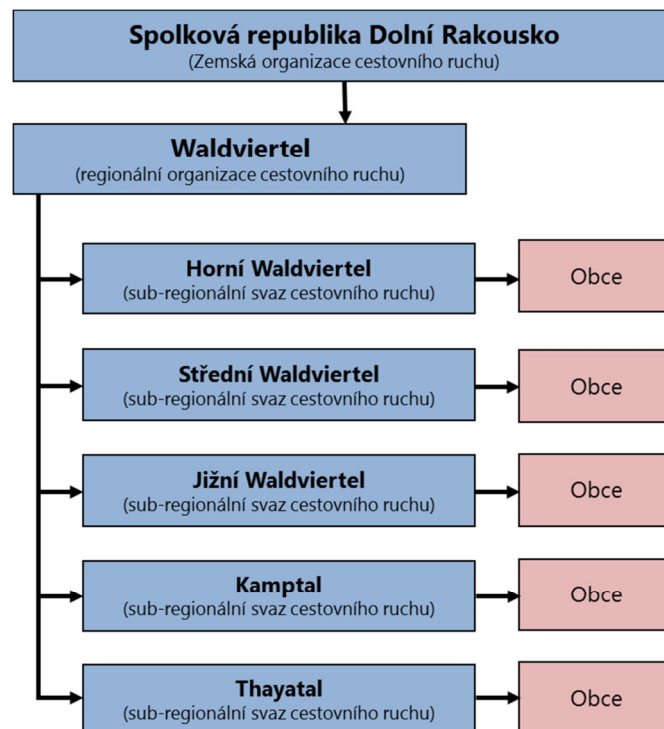 Spolková republika Dolní Rakousko
(Zemská organizace cestovního ruchu)
Waldviertel
(regionální organizace cestovního ruchu)
Horní Waldviertel
(sub-regionální svaz cestovního ruchu)
Obce
Střední Waldviertel
(sub-regionální svaz cestovního ruchu)
Obce
Jižní Waldviertel
(sub-regionální svaz cestovního ruchu)
Obce
Kamptal
(sub-regionální svaz cestovního ruchu)
Obce
Thayatal
(sub-regionální svaz cestovního ruchu)
Obce